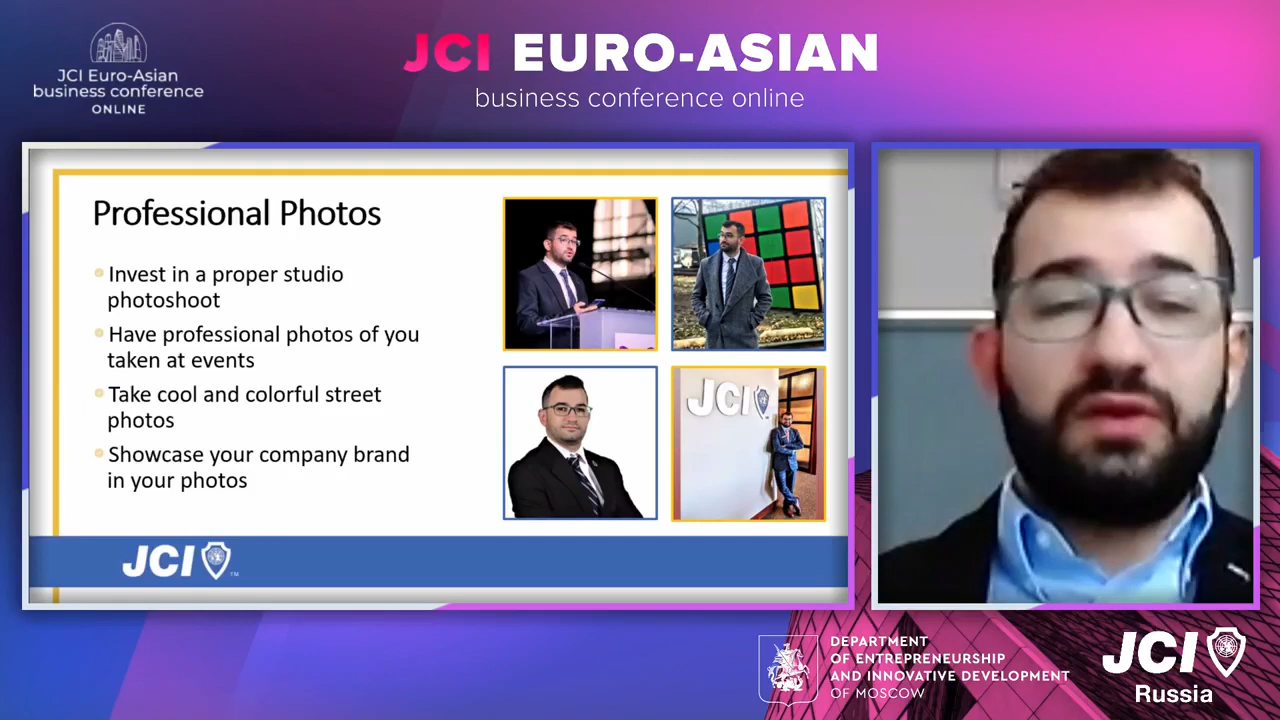 JCI Euro-Asian
business conference
ONLINE
JCI EURO-ASIAN
business conference online
Professional Photos
Invest in a proper studio
photoshoot
Have professional photos of you
taken at events
Take cool and colorful street
photos
Showcase your company brand
in your photos
JCI
JCI
TM
DEPARTMENT
OF ENTREPRENEURSHIP
AND INNOVATIVE DEVELOPMENT
OF MOSCOW
JCI
Russia